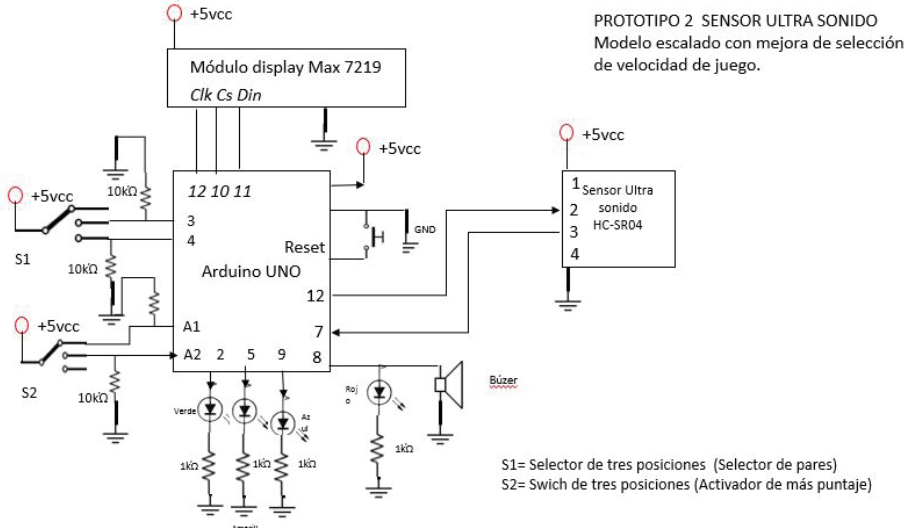 +5vcc
PROTOTIPO 2 SENSOR ULTRA SONIDO
Modelo escalado con mejora de selección
de velocidad de juego.
Módulo display Max 7219
Clk Cs Din
+5vcc
+5vcc
12 10 11
10kΩ
+5vcc
3
4
S1
10kΩ
Reset
GND
Arduino UNO
1
Sensor Ultra
2
sonido
3
HC-SR04
4
12
7
8
+5vcc
A1
A2 2 5 9
S2
10kΩ
Verde
Az
ul
Roj
o
Búzer
1kΩ
1kΩ
1kΩ
1kΩ
S1= Selector de tres posiciones (Selector de pares)
S2= Swich de tres posiciones (Activador de más puntaje)